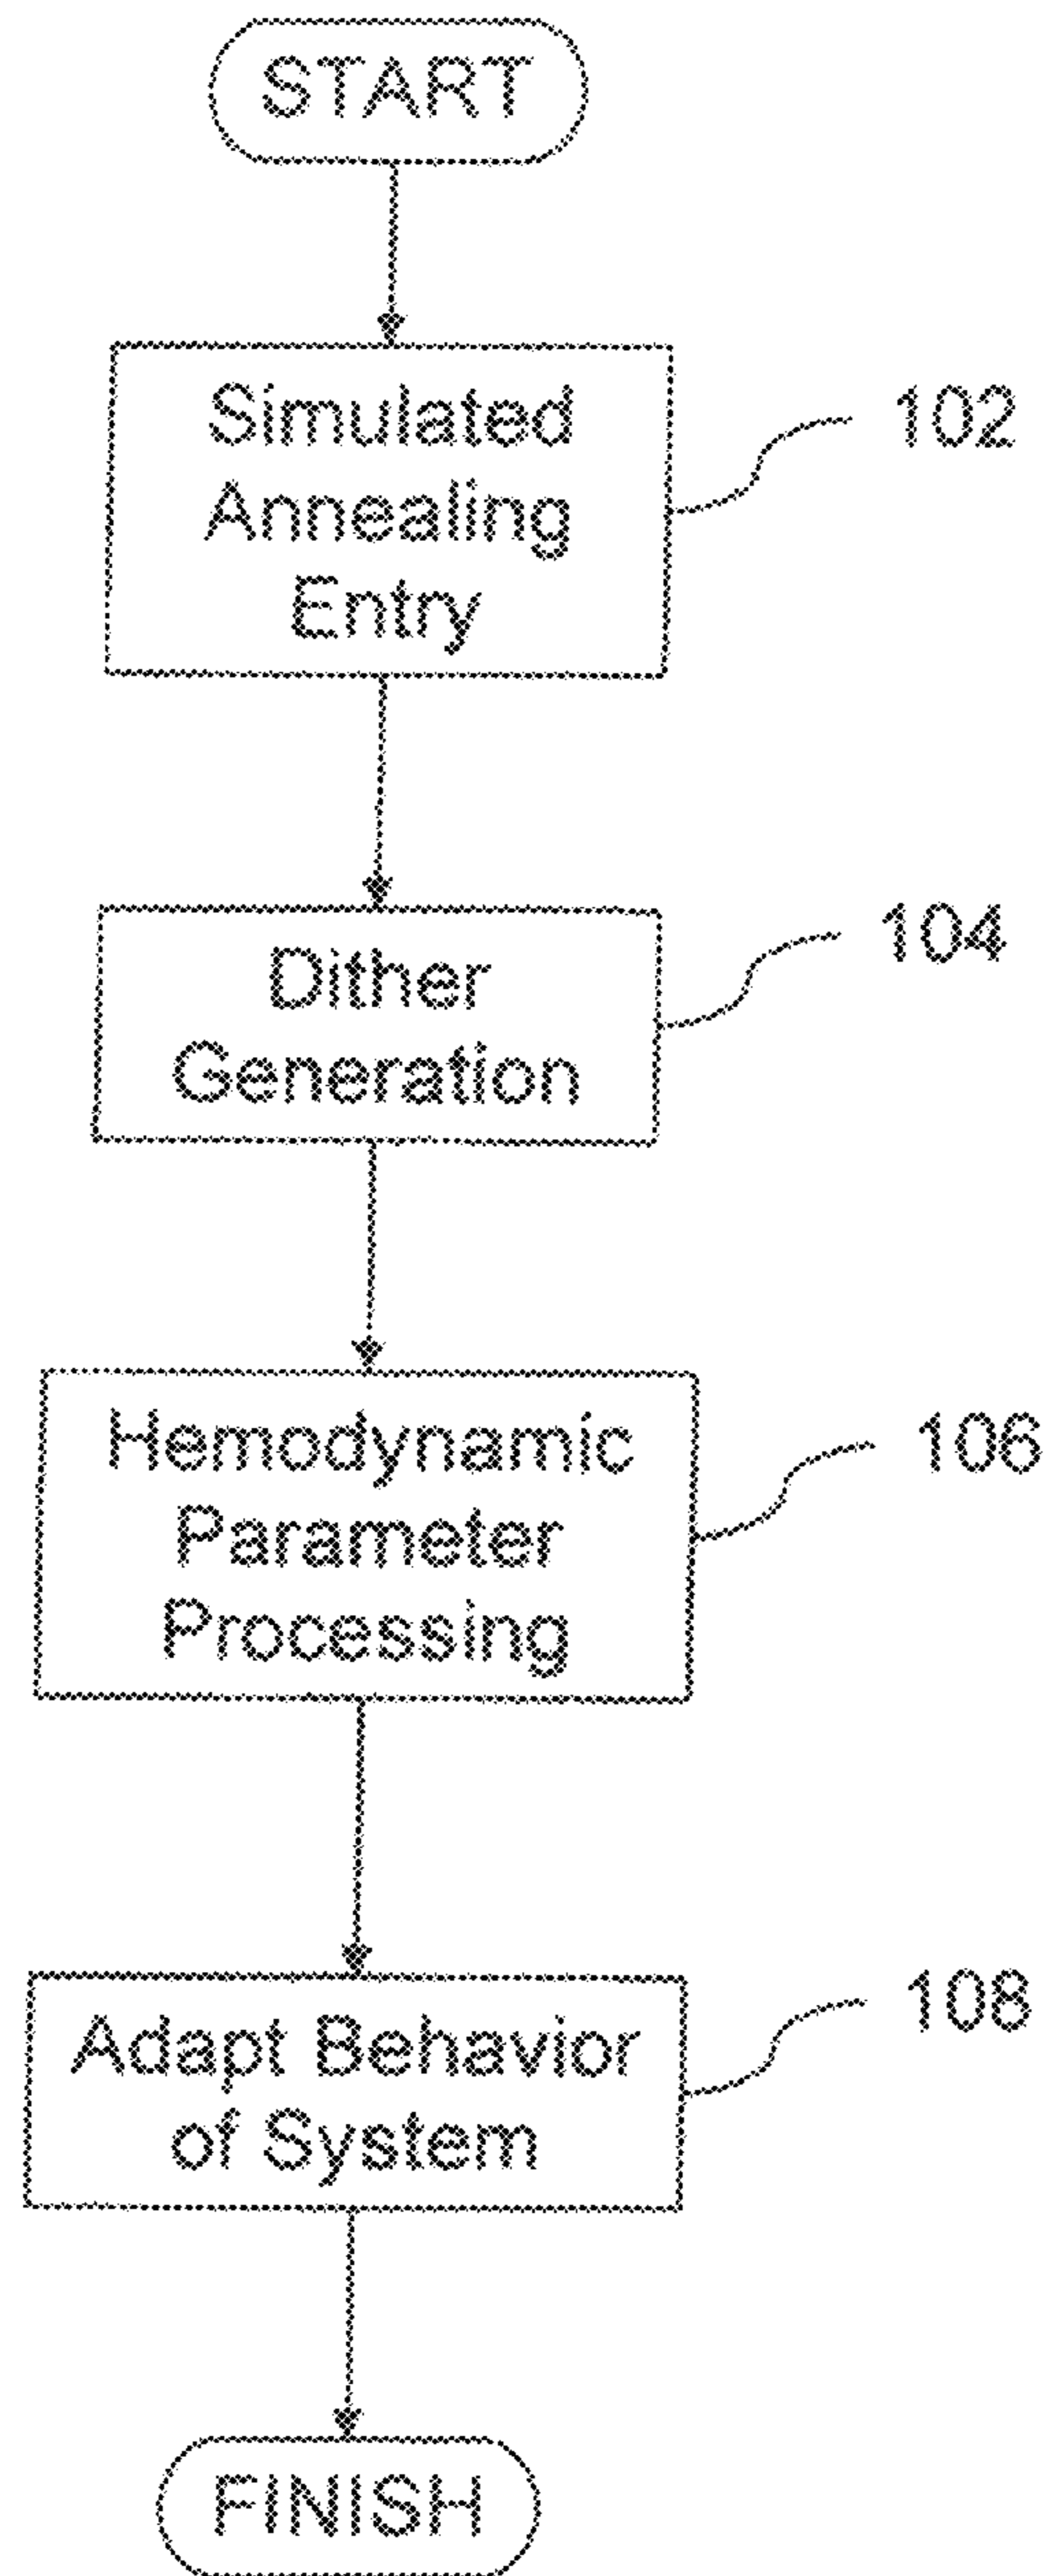 START
Simulated
Annealing
Entry
102
Dither
Generation
104
Hemodynamic
Parameter
Processing
106
Adapt Behavior
of System
108
FINISH